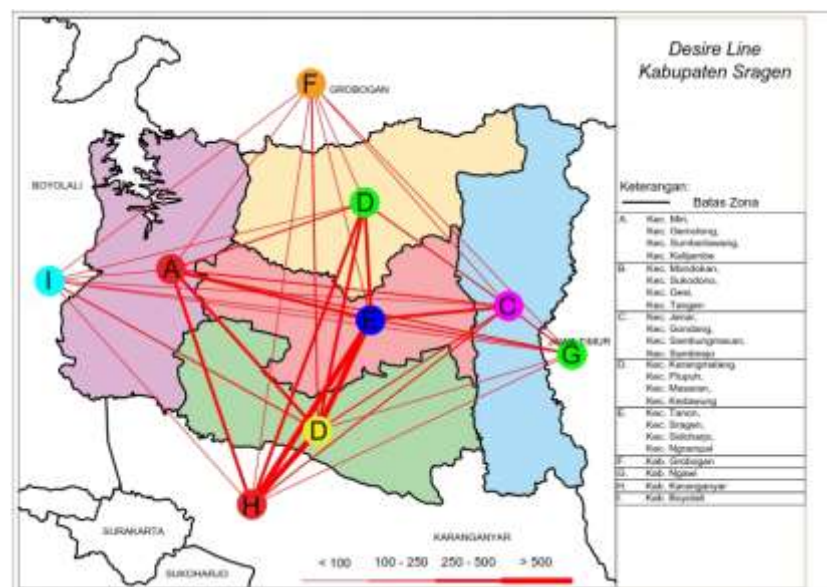 Desire Line
Kabupaten Sragen
F
GROBOGAN
BOYOLALI
D
A
I
C
E
G
D
H
SURAKARTA
KARANGANYAR
SUKOHARJO
< 100 100 - 250 250 - 500 > 500
Keterangan:
Batas Zona
A. Kec. Miri,
Kec. Gemolong,
Kec. Sumberlawang,
Kec. Kalijambe
B. Kec. Mondokan,
Kec. Sukodono,
Kec. Gesi,
Kec. Tangen
C. Kec. Jenar,
Kec. Gondang,
Kec. Sambungmacan,
Kec. Sambirejo
D. Kec. Karangmalang,
Kec. Plupuh,
Kec. Masaran,
Kec. Kedawung
E. Kec. Tanon,
Kec. Sragen,
Kec. Sidoharjo,
Kec. Ngrampal
F. Kab. Grobogan
G. Kab. Ngawi
H. Kab. Karanganyar
I. Kab. Boyolali